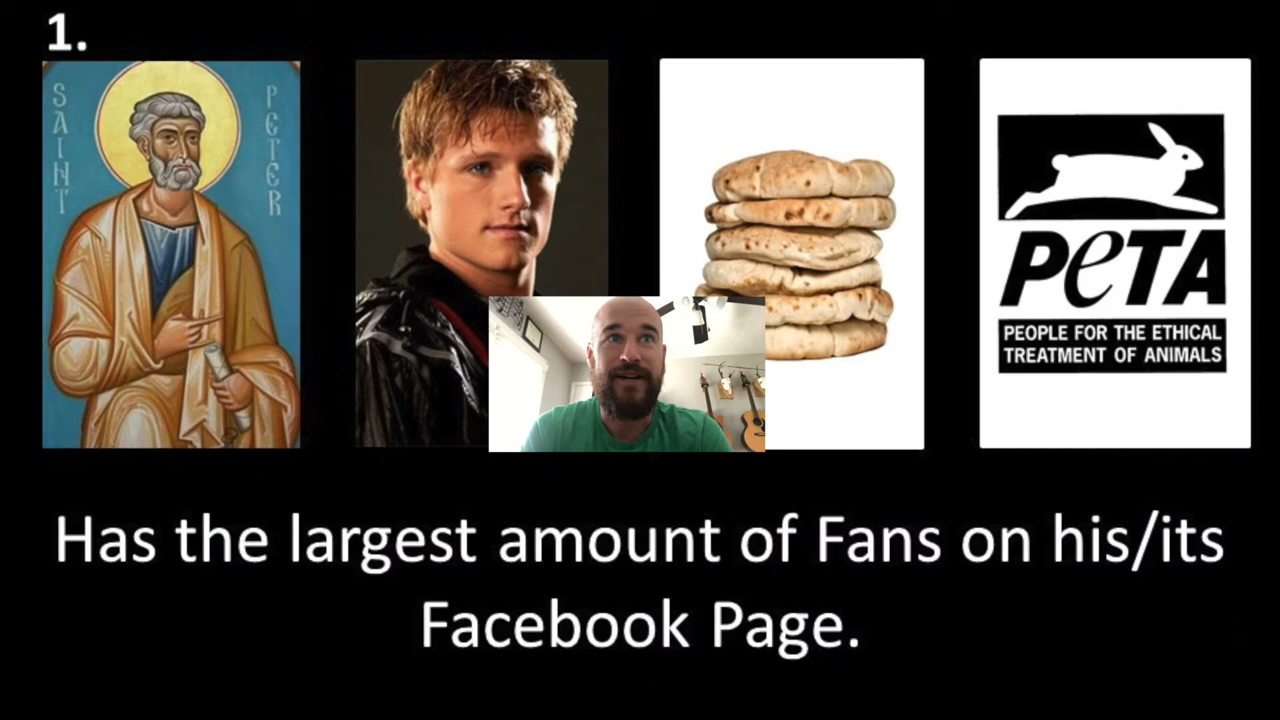 1.
SAINT
PETER
PETA
PEOPLE FOR THE ETHICAL
TREATMENT OF ANIMALS
Has the largest amount of Fans on his/its
Facebook Page.